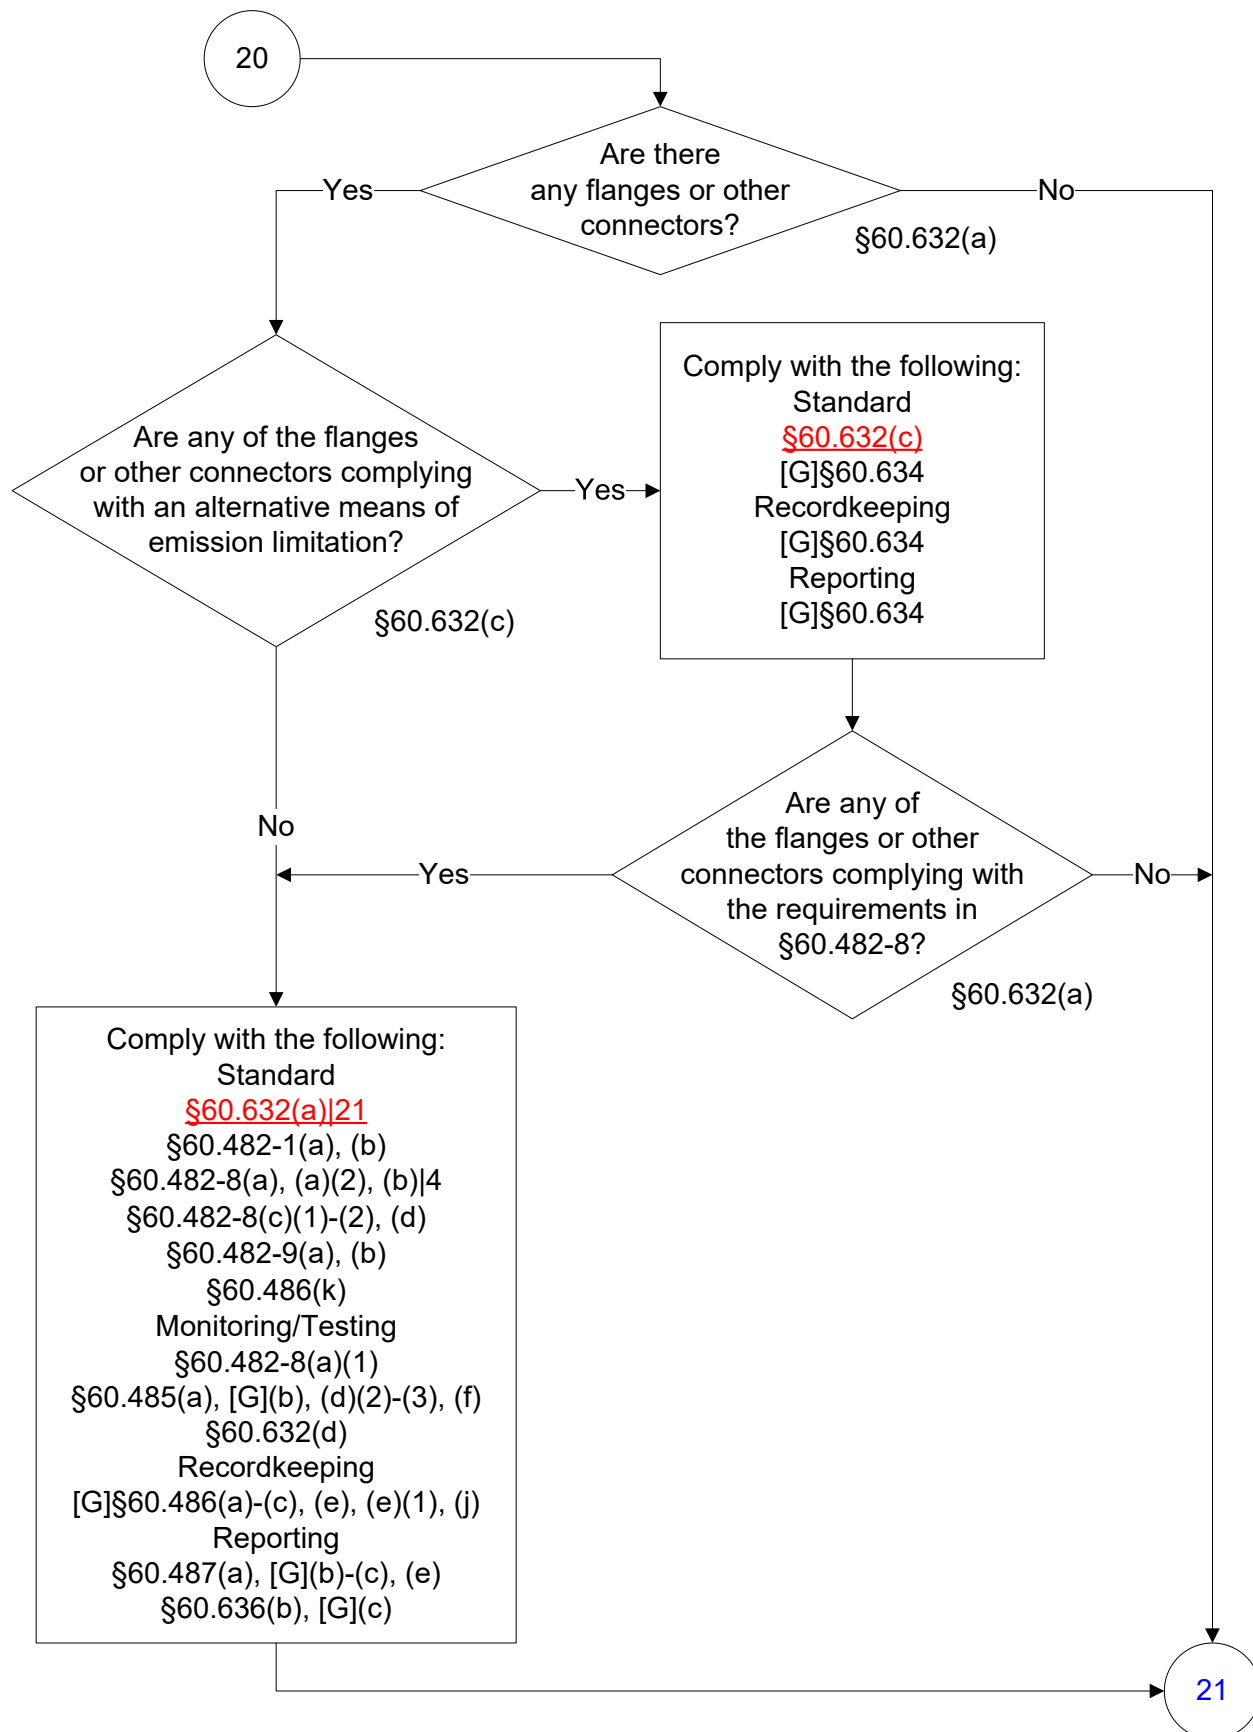 20
Are there
any flanges or other
connectors?
Yes
No
§60.632(a)
Are any of the flanges
or other connectors complying
with an alternative means of
emission limitation?
Yes
§60.632(c)
Comply with the following:
Standard
§60.632(c)
[G]§60.634
Recordkeeping
[G]§60.634
Reporting
[G]§60.634
No
Are any of
the flanges or other
connectors complying with
the requirements in
§60.482-8?
Yes
No
§60.632(a)
Comply with the following:
Standard
§60.632(a)|21
§60.482-1(a), (b)
§60.482-8(a), (a)(2), (b)|4
§60.482-8(c)(1)-(2), (d)
§60.482-9(a), (b)
§60.486(k)
Monitoring/Testing
§60.482-8(a)(1)
§60.485(a), [G](b), (d)(2)-(3), (f)
§60.632(d)
Recordkeeping
[G]§60.486(a)-(c), (e), (e)(1), (j)
Reporting
§60.487(a), [G](b)-(c), (e)
§60.636(b), [G](c)
21